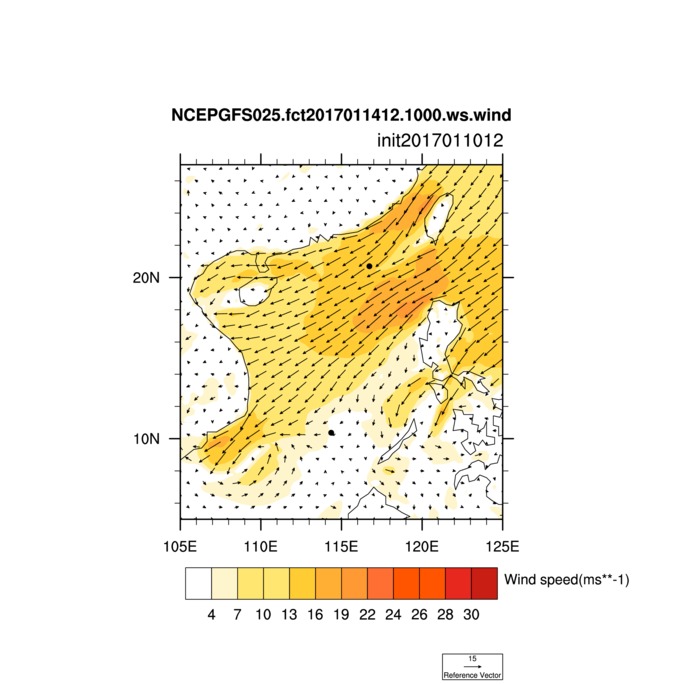 NCEPGFS025.fct2017011412.1000.ws.wind
init2017011012
20N
10N
105E 110E 115E 120E 125E
Wind speed(ms**-1)
4 7 10 13 16 19 22 24 26 28 30
15
Reference Vector